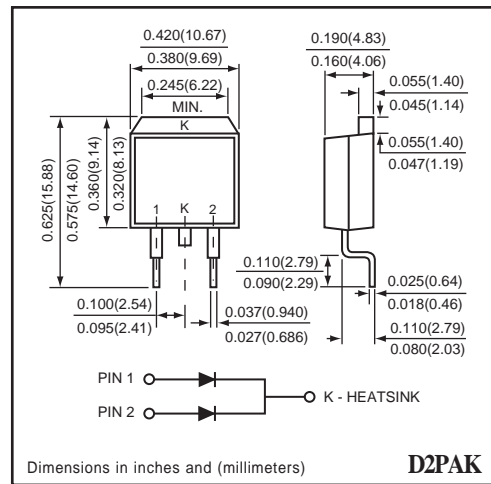 0.420(10.67)
0.380(9.69)
0.245(6.22)
MIN.
K
0.190(4.83)
0.160(4.06)
0.055(1.40)
0.045(1.14)
0.055(1.40)
0.047(1.19)
0.625(15.88)
0.575(14.60)
0.360(9.14)
0.320(8.13)
1 K 2
0.110(2.79)
0.090(2.29)
0.100(2.54)
0.095(2.41)
0.037(0.940)
0.027(0.686)
0.025(0.64)
0.018(0.46)
0.110(2.79)
0.080(2.03)
PIN 1
PIN 2
K - HEATSINK
Dimensions in inches and (millimeters)
D2PAK